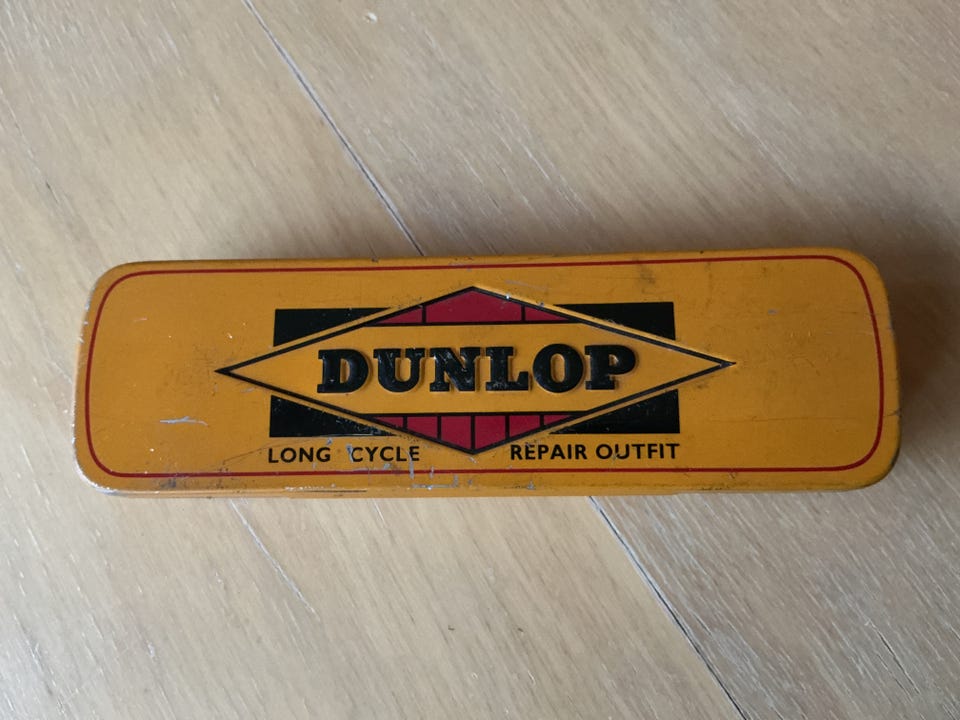 DUNLOP
LONG CYCLE REPAIR OUTFIT